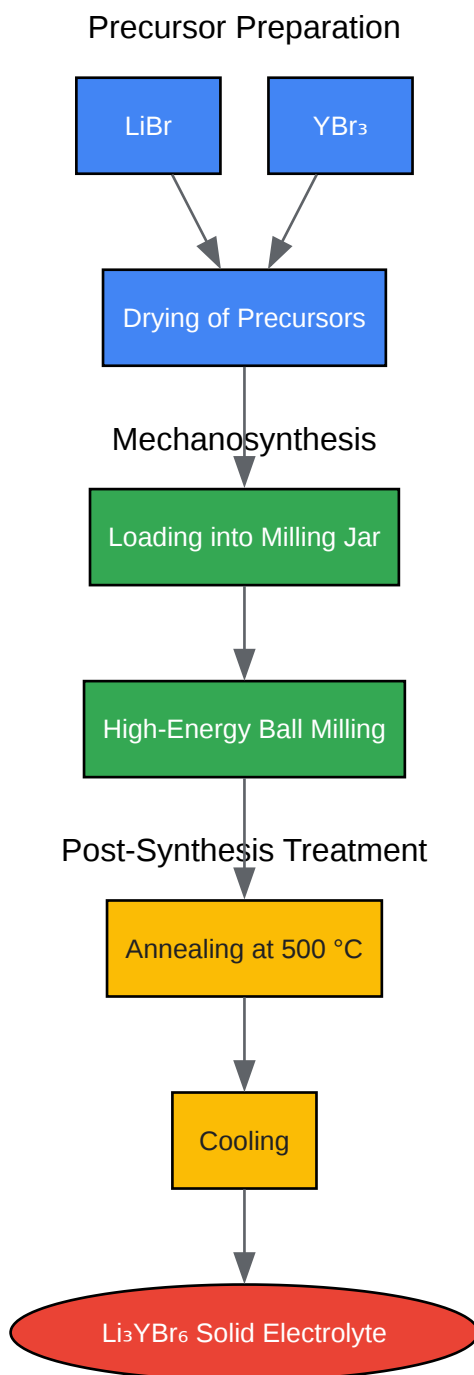 Precursor Preparation
LiBr
YBr₃
Drying of Precursors
Mechanosynthesis
Loading into Milling Jar
High-Energy Ball Milling
Post-Synthesis Treatment
Annealing at 500 °C
Cooling
Li₃YBr₆ Solid Electrolyte